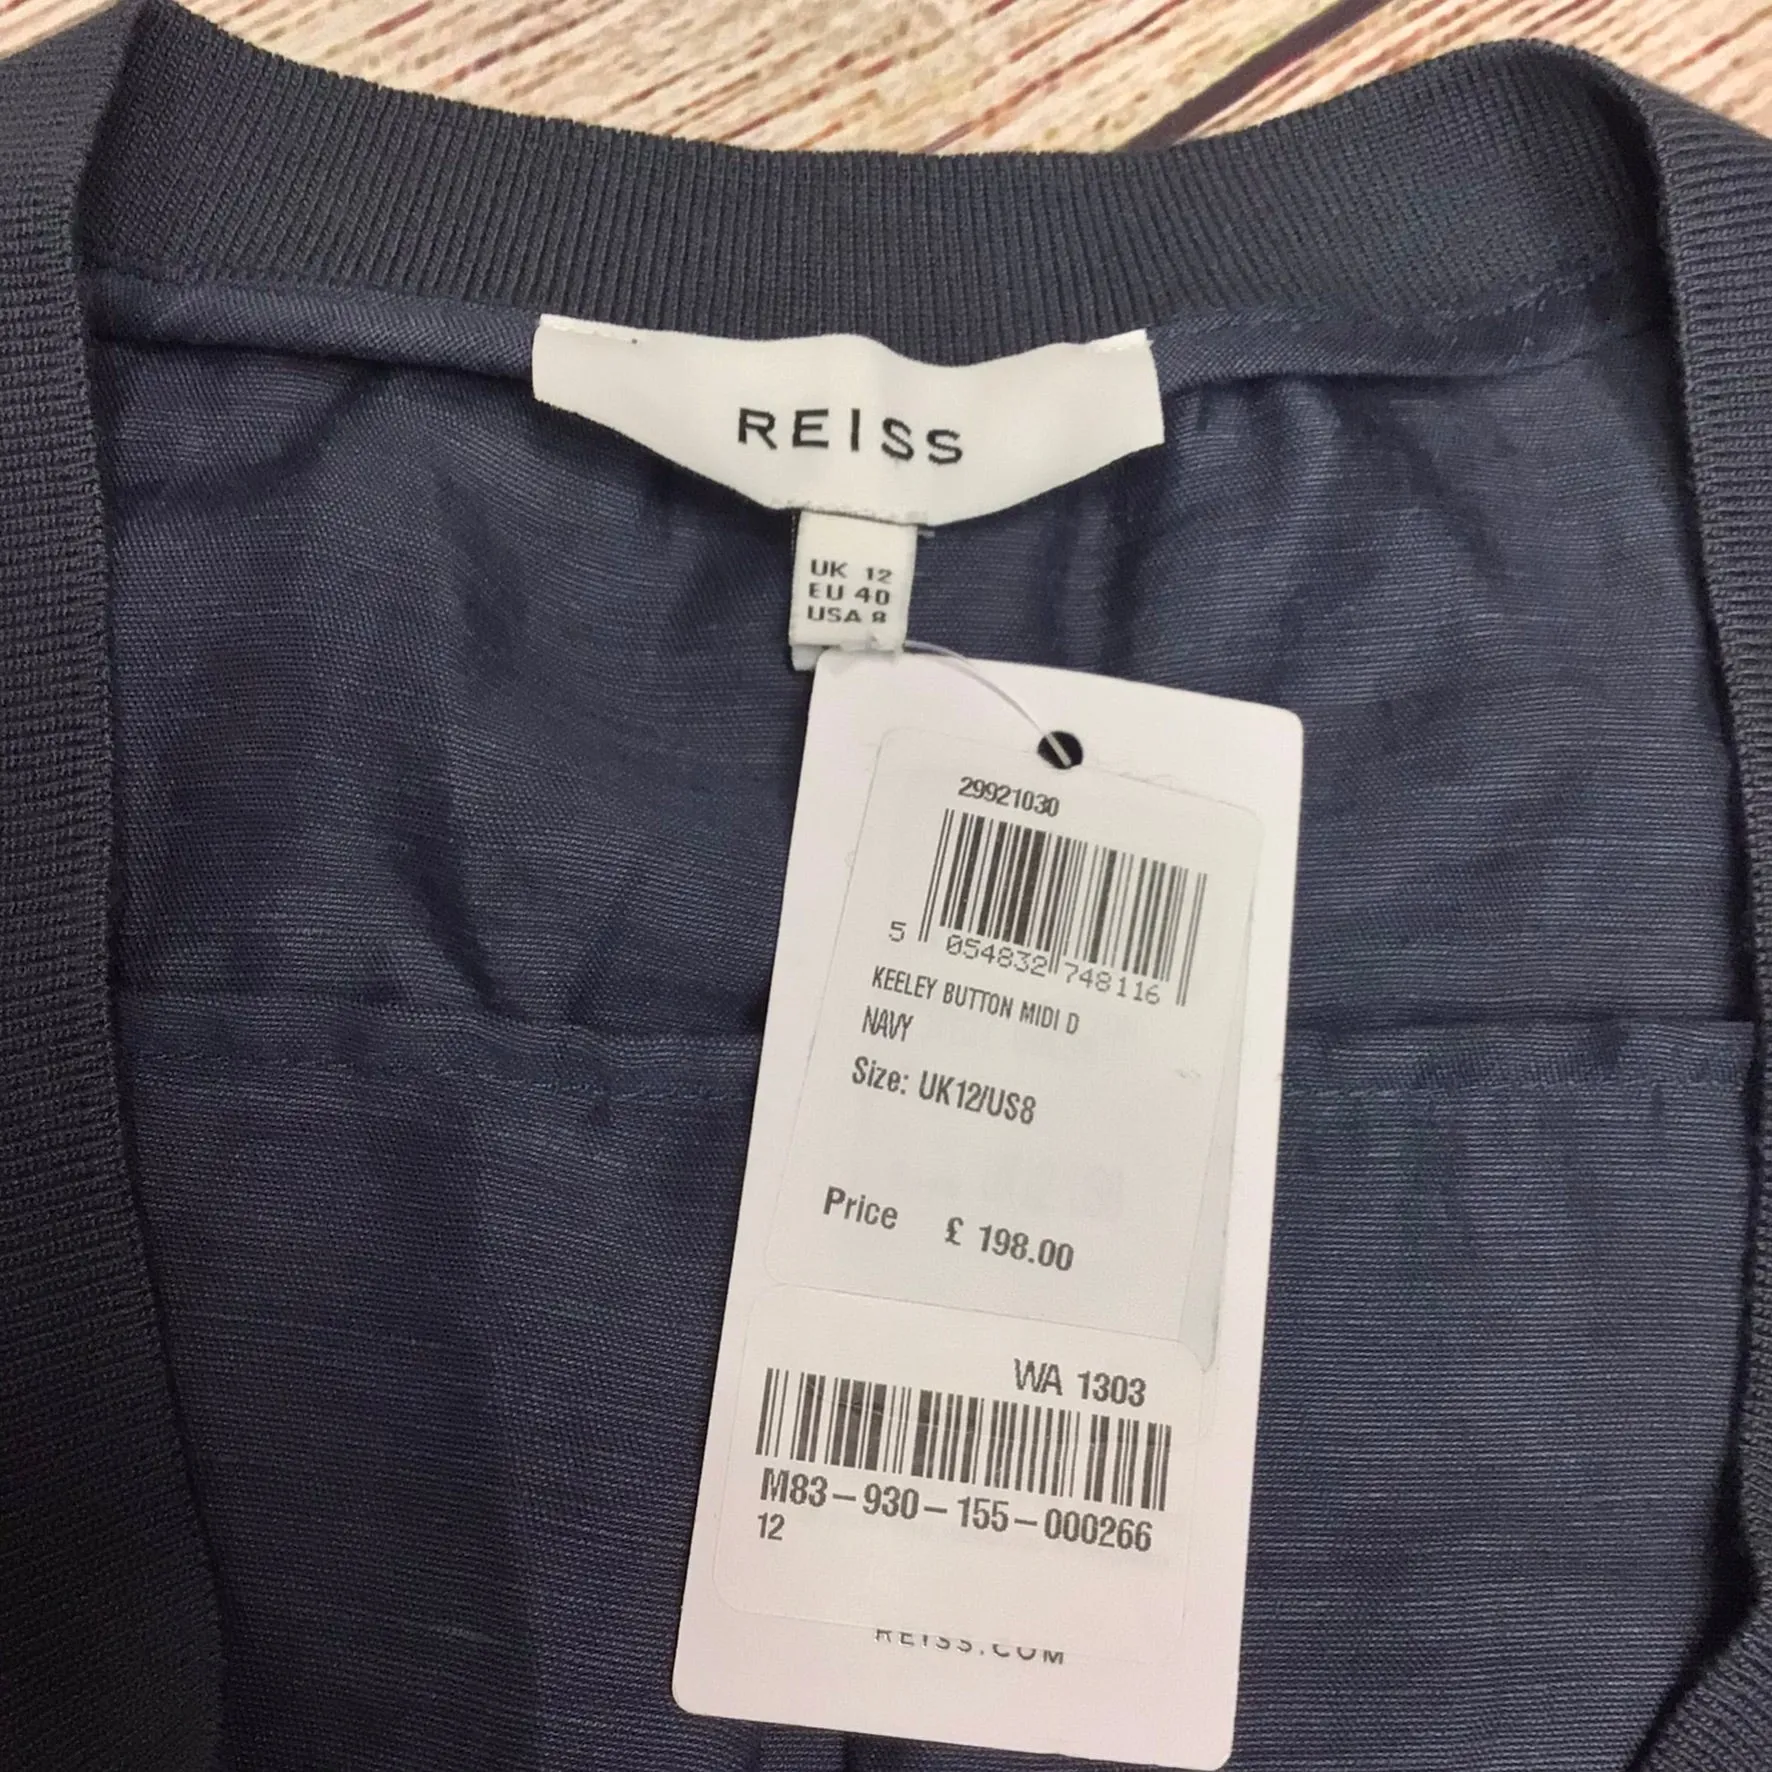 REISS
UK 12
EU 40
USA 8
29921030
5 054832 748116
KEELEY BUTTON MIDI D
NAVY
Size: UK12/US8
Price £ 198.00
WA 1303
M83-930-155-000266
12
REISS.COM